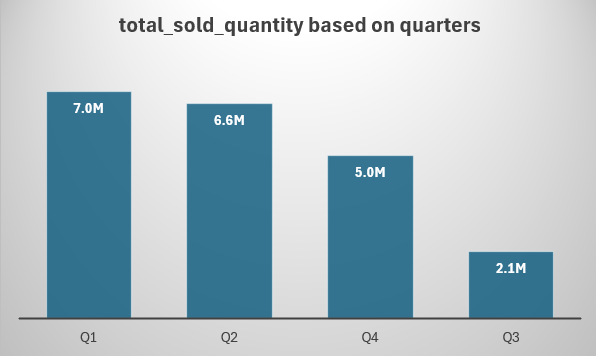 total_sold_quantity based on quarters
7.0M
6.6M
5.0M
2.1M
Q1 Q2 Q4 Q3